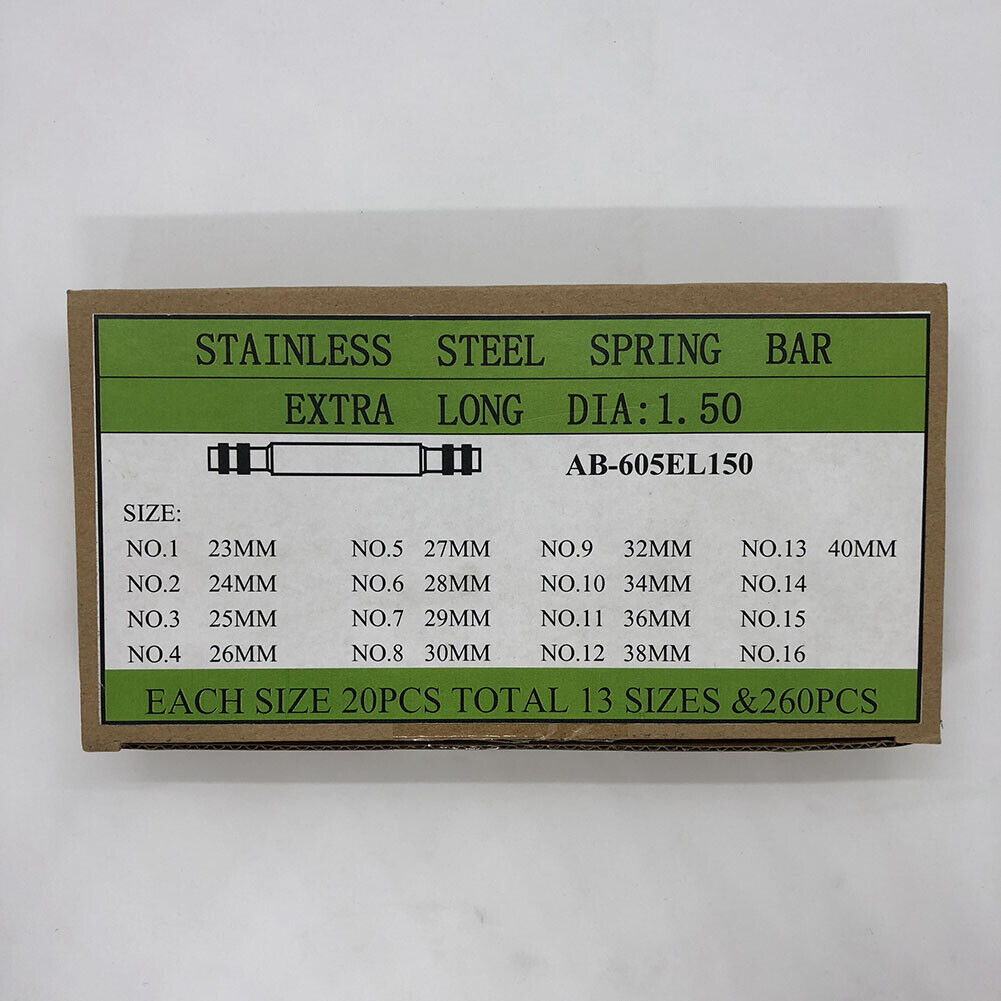 STAINLESS STEEL SPRING BAR
EXTRA LONG DIA:1.50
AB-605EL150
SIZE:
NO.1 23MM NO.5 27MM NO.9 32MM NO.13 40MM
NO.2 24MM NO.6 28MM NO.10 34MM NO.14
NO.3 25MM NO.7 29MM NO.11 36MM NO.15
NO.4 26MM NO.8 30MM NO.12 38MM NO.16
EACH SIZE 20PCS TOTAL 13 SIZES &260PCS